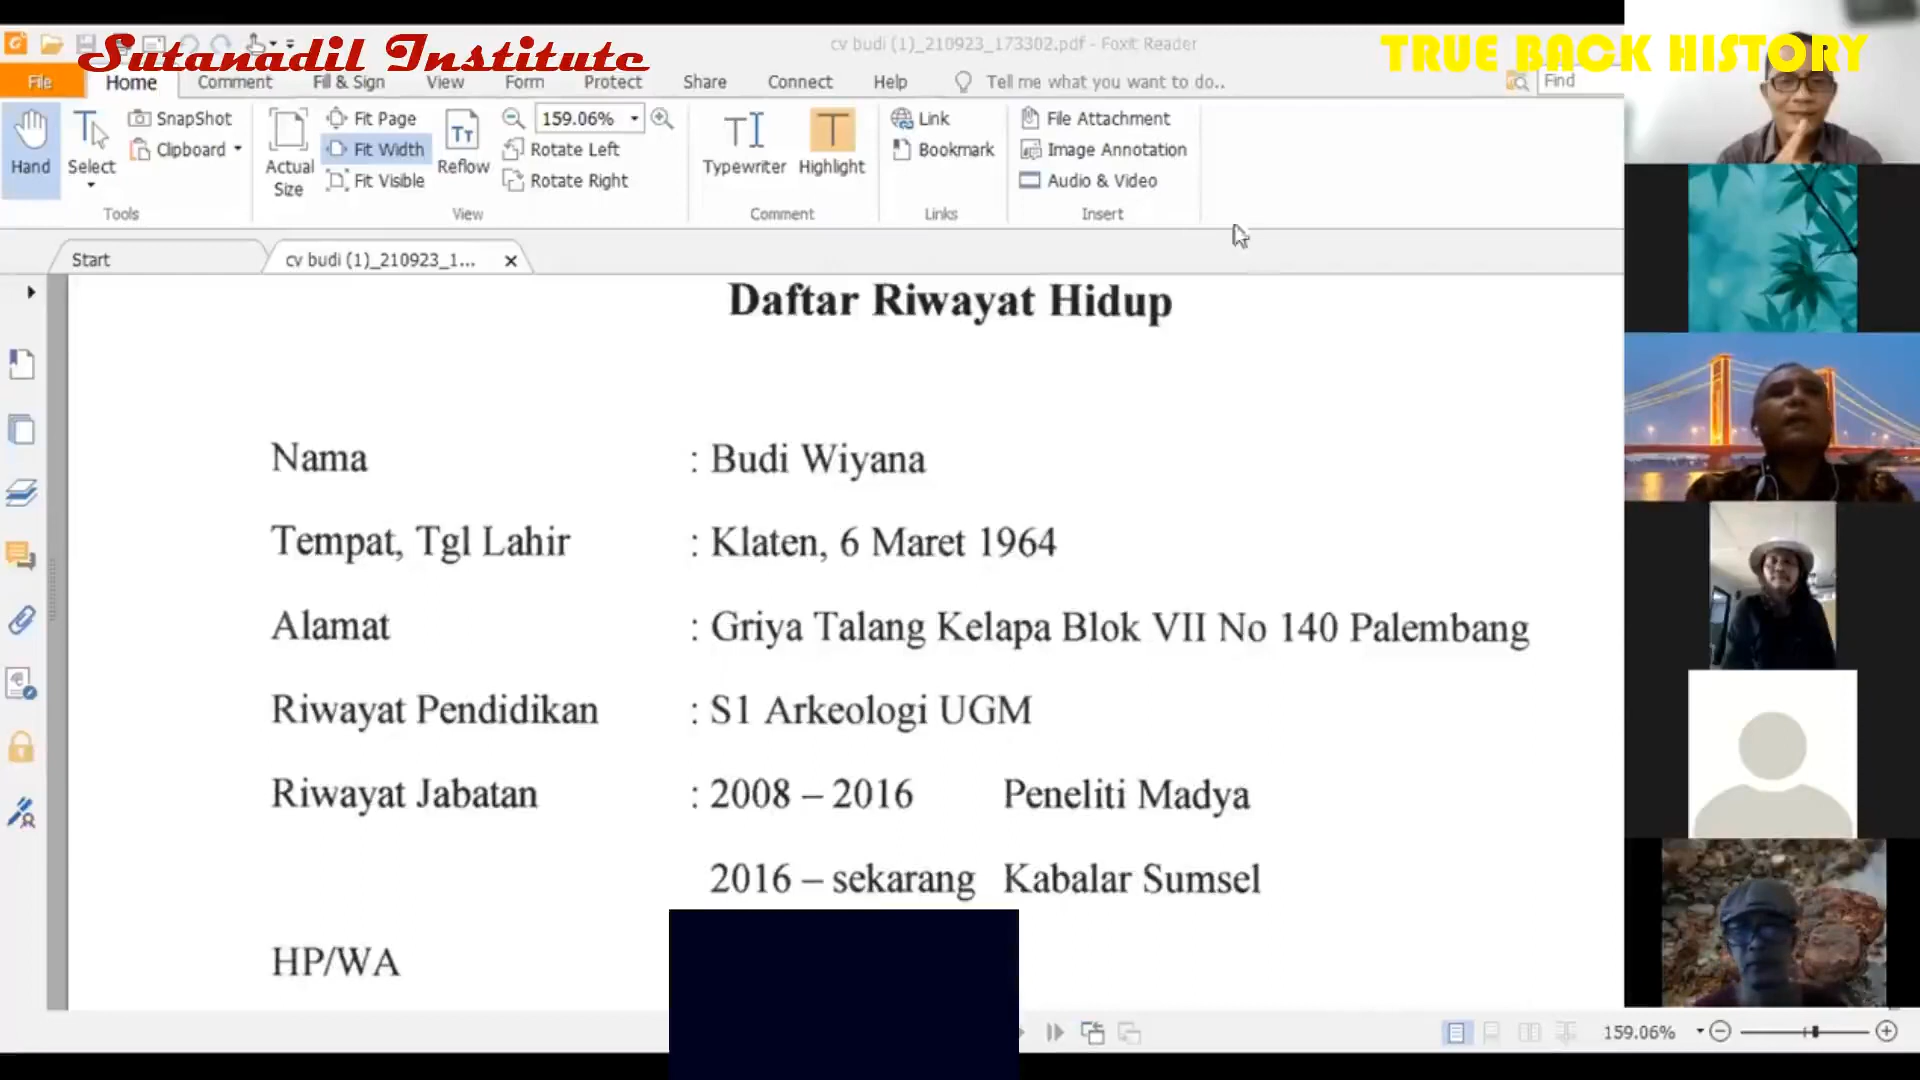 Sutanadil Institute
cv budi (1)_210923_173302.pdf - Foxit Reader
TRUE BACK HISTORY
File Home Comment Fill & Sign View Form Protect Share Connect Help Tell me what you want to do.. Find
Hand
Select
SnapShot
Clipboard
Tools
Actual Size
Fit Page
Fit Width
Fit Visible
Reflow
159.06%
Rotate Left
Rotate Right
View
Typewriter
Highlight
Comment
Link
Bookmark
Links
File Attachment
Image Annotation
Audio & Video
Insert
Start
cv budi (1)_210923_1...
Daftar Riwayat Hidup
Nama : Budi Wiyana
Tempat, Tgl Lahir : Klaten, 6 Maret 1964
Alamat : Griya Talang Kelapa Blok VII No 140 Palembang
Riwayat Pendidikan : S1 Arkeologi UGM
Riwayat Jabatan : 2008 – 2016 Peneliti Madya
2016 – sekarang Kabalar Sumsel
HP/WA
159.06%